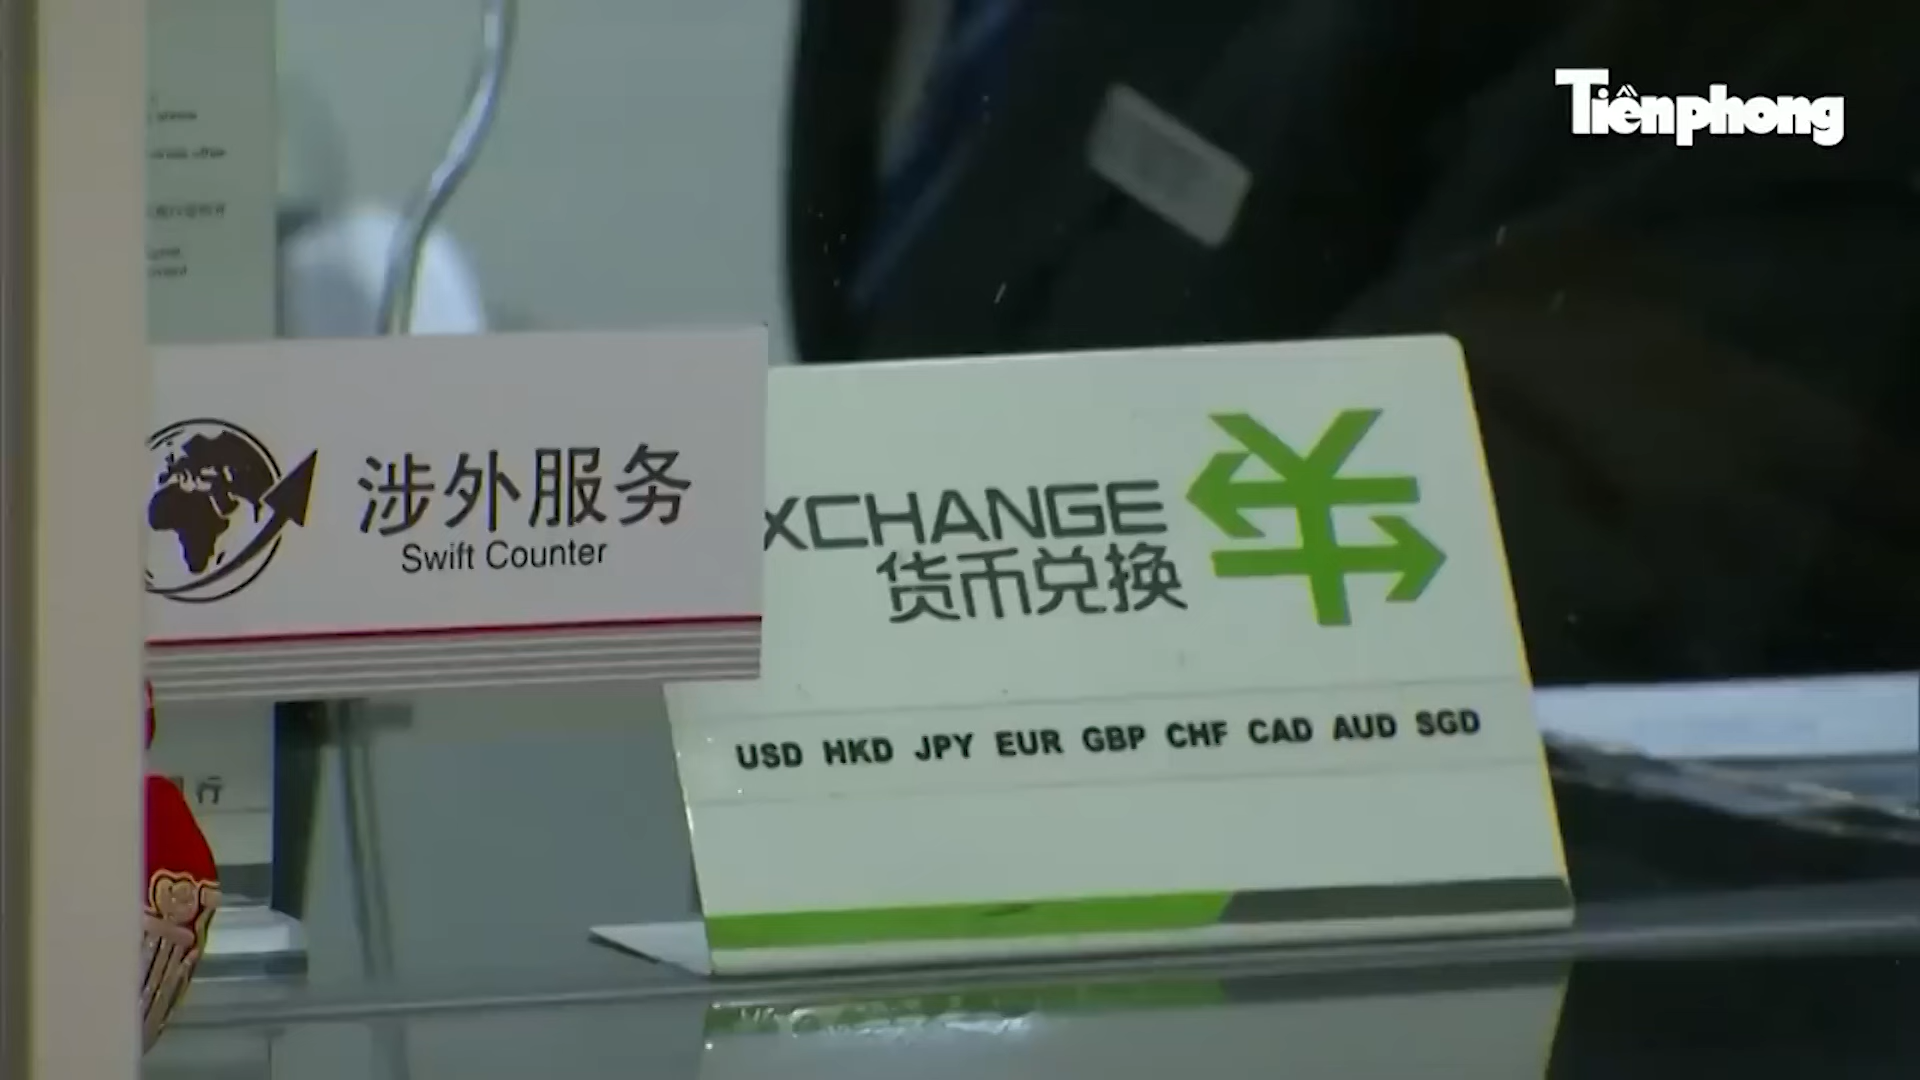 Tiềnphong
涉外服务
Swift Counter
XCHANGE
货币兑换
USD HKD JPY EUR GBP CHF CAD AUD SGD
行